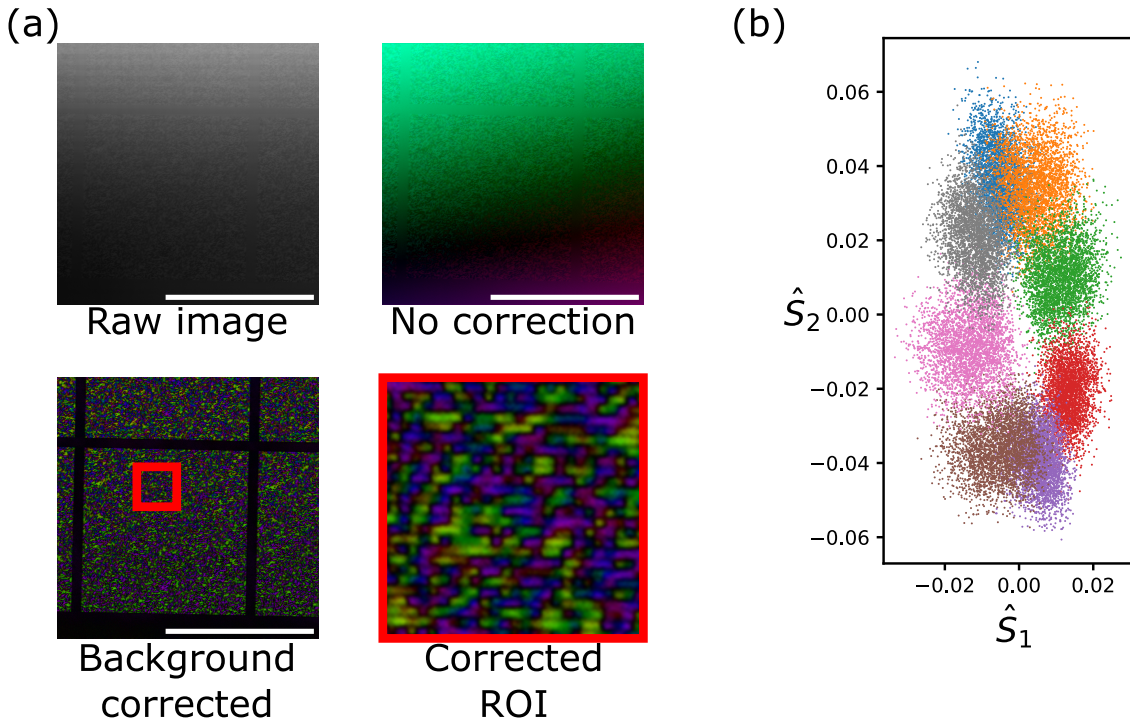 (a)
Raw image
No correction
Background
corrected
Corrected
ROI
(b)
0.06
0.04
0.02
0.00
−0.02
−0.04
−0.06
Ŝ2
−0.02 0.00 0.02
Ŝ1